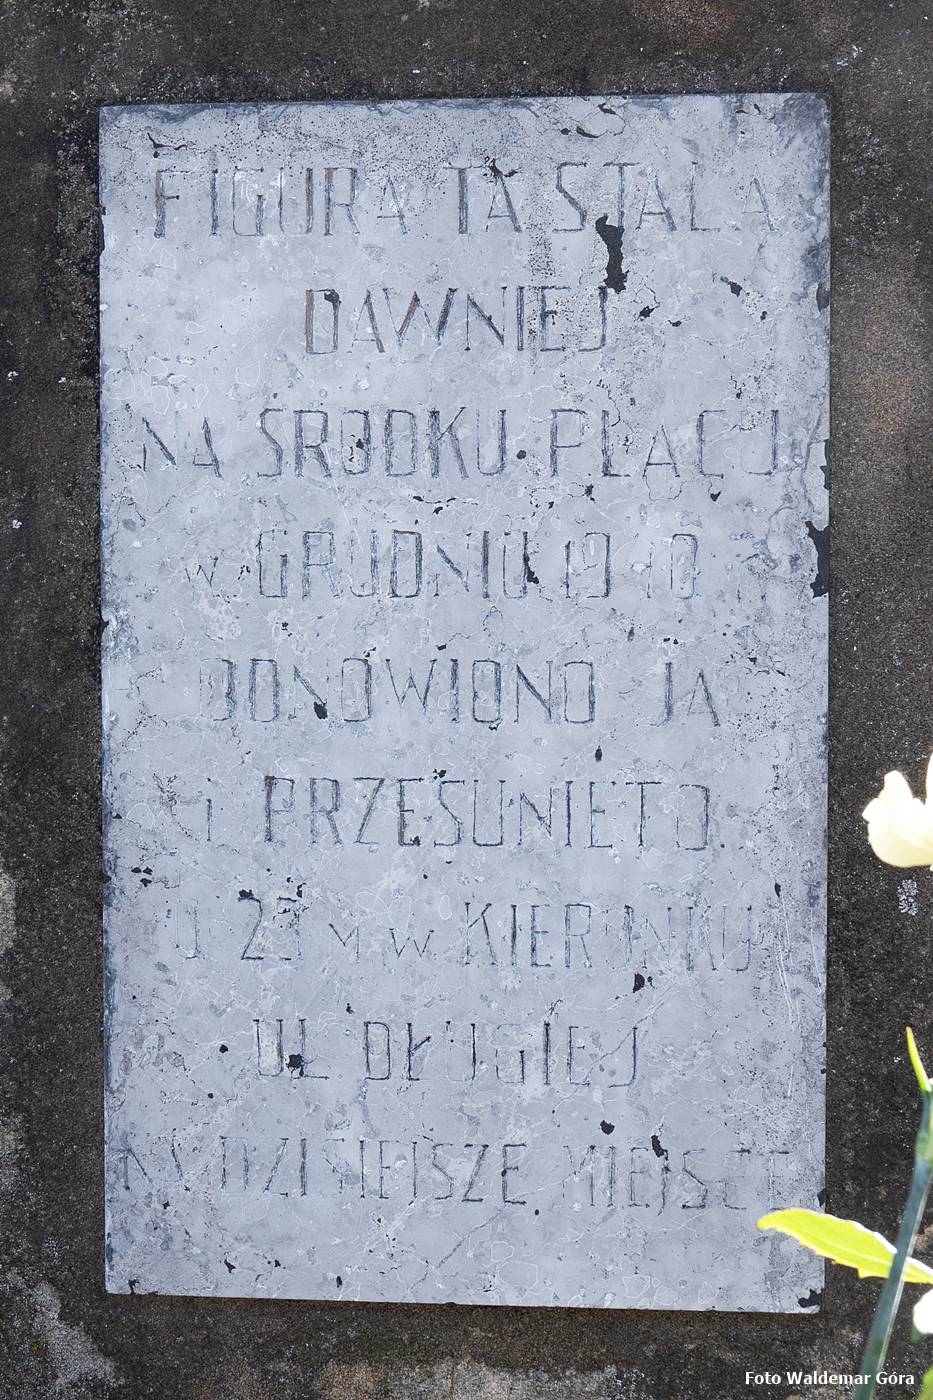 FIGURA TA STAŁA
DAWNIEJ
NA ŚRODKU PLACU
W GRUDNIU 1940
ODNOWIONO JĄ
I PRZESUNIĘTO
O 23 M W KIERUNKU
UL DŁUGIEJ
NA DZISIEJSZE MIEJSCE
Foto Waldemar Góra